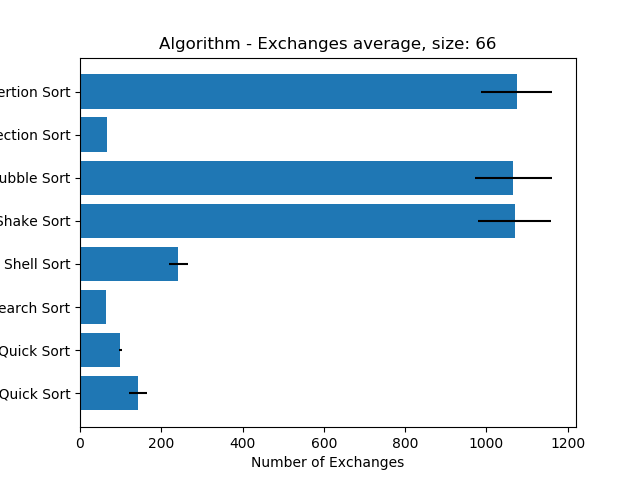 Algorithm - Exchanges average, size: 66
ertion Sort
ection Sort
ubble Sort
Shake Sort
Shell Sort
earch Sort
Quick Sort
Quick Sort
0 200 400 600 800 1000 1200
Number of Exchanges